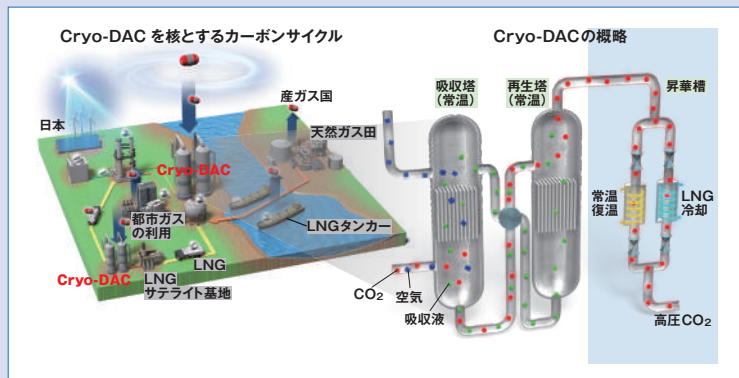 Cryo-DACを核とするカーボンサイクル
日本
産ガス国
天然ガス田
Cryo-DAC
都市ガス
の利用
LNGタンカー
Cryo-DAC
LNG
LNG
サテライト基地
Cryo-DACの概略
吸収塔
(常温)
再生塔
(常温)
昇華槽
常温
復温
LNG
冷却
CO₂
空気
吸収液
高圧CO₂